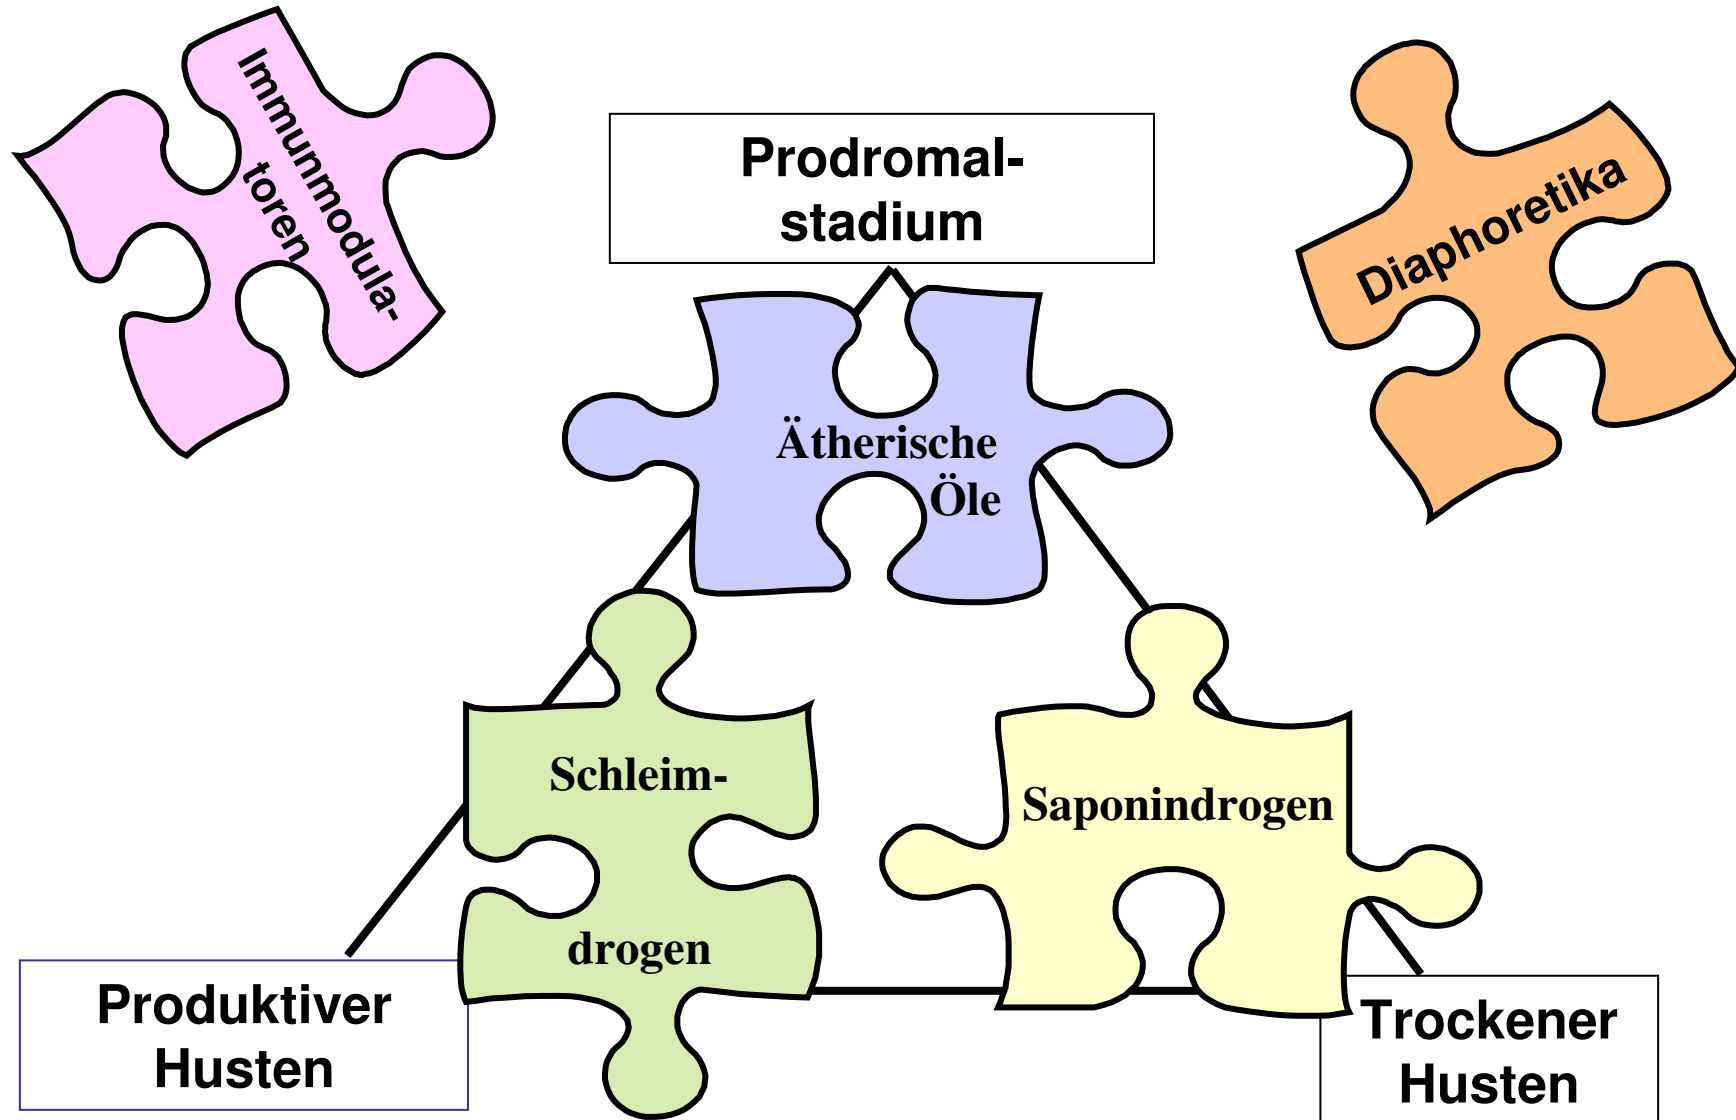 Immunmodula-
toren
Prodromal-
stadium
Diaphoretika
Ätherische
Öle
Schleim-
drogen
Saponindrogen
Produktiver
Husten
Trockener
Husten